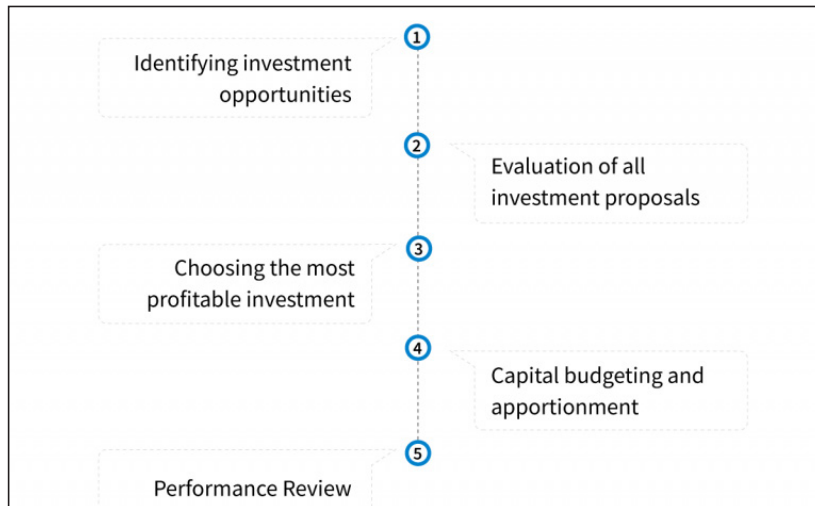 1
Identifying investment
opportunities
2
Evaluation of all
investment proposals
3
Choosing the most
profitable investment
4
Capital budgeting and
apportionment
5
Performance Review